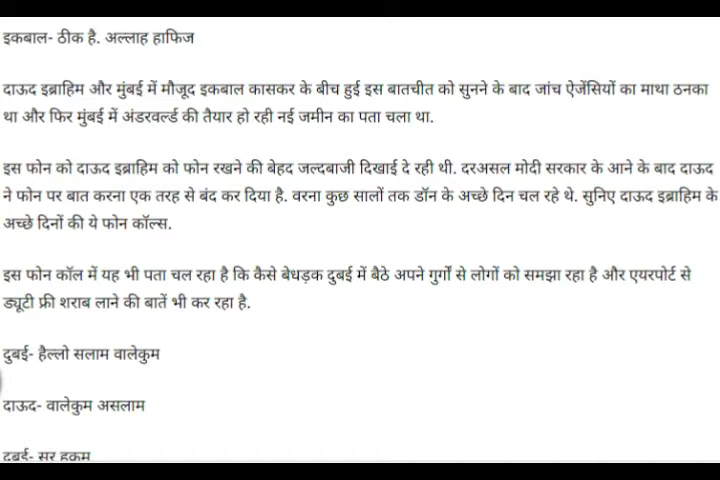 इकबाल- ठीक है. अल्लाह हाफिज
दाऊद इब्राहिम और मुंबई में मौजूद इकबाल कासकर के बीच हुई इस बातचीत को सुनने के बाद जांच ऐजेंसियों का माथा ठनका
था और फिर मुंबई में अंडरवर्ल्ड की तैयार हो रही नई जमीन का पता चला था.
इस फोन को दाऊद इब्राहिम को फोन रखने की बेहद जल्दबाजी दिखाई दे रही थी. दरअसल मोदी सरकार के आने के बाद दाऊद
ने फोन पर बात करना एक तरह से बंद कर दिया है. वरना कुछ सालों तक डॉन के अच्छे दिन चल रहे थे. सुनिए दाऊद इब्राहिम के
अच्छे दिनों की ये फोन कॉल्स.
इस फोन कॉल में यह भी पता चल रहा है कि कैसे बेधड़क दुबई में बैठे अपने गुर्गों से लोगों को समझा रहा है और एयरपोर्ट से
ड्यूटी फ्री शराब लाने की बातें भी कर रहा है.
दुबई- हैल्लो सलाम वालेकुम
दाऊद- वालेकुम असलाम
दुबई- सर हुकुम